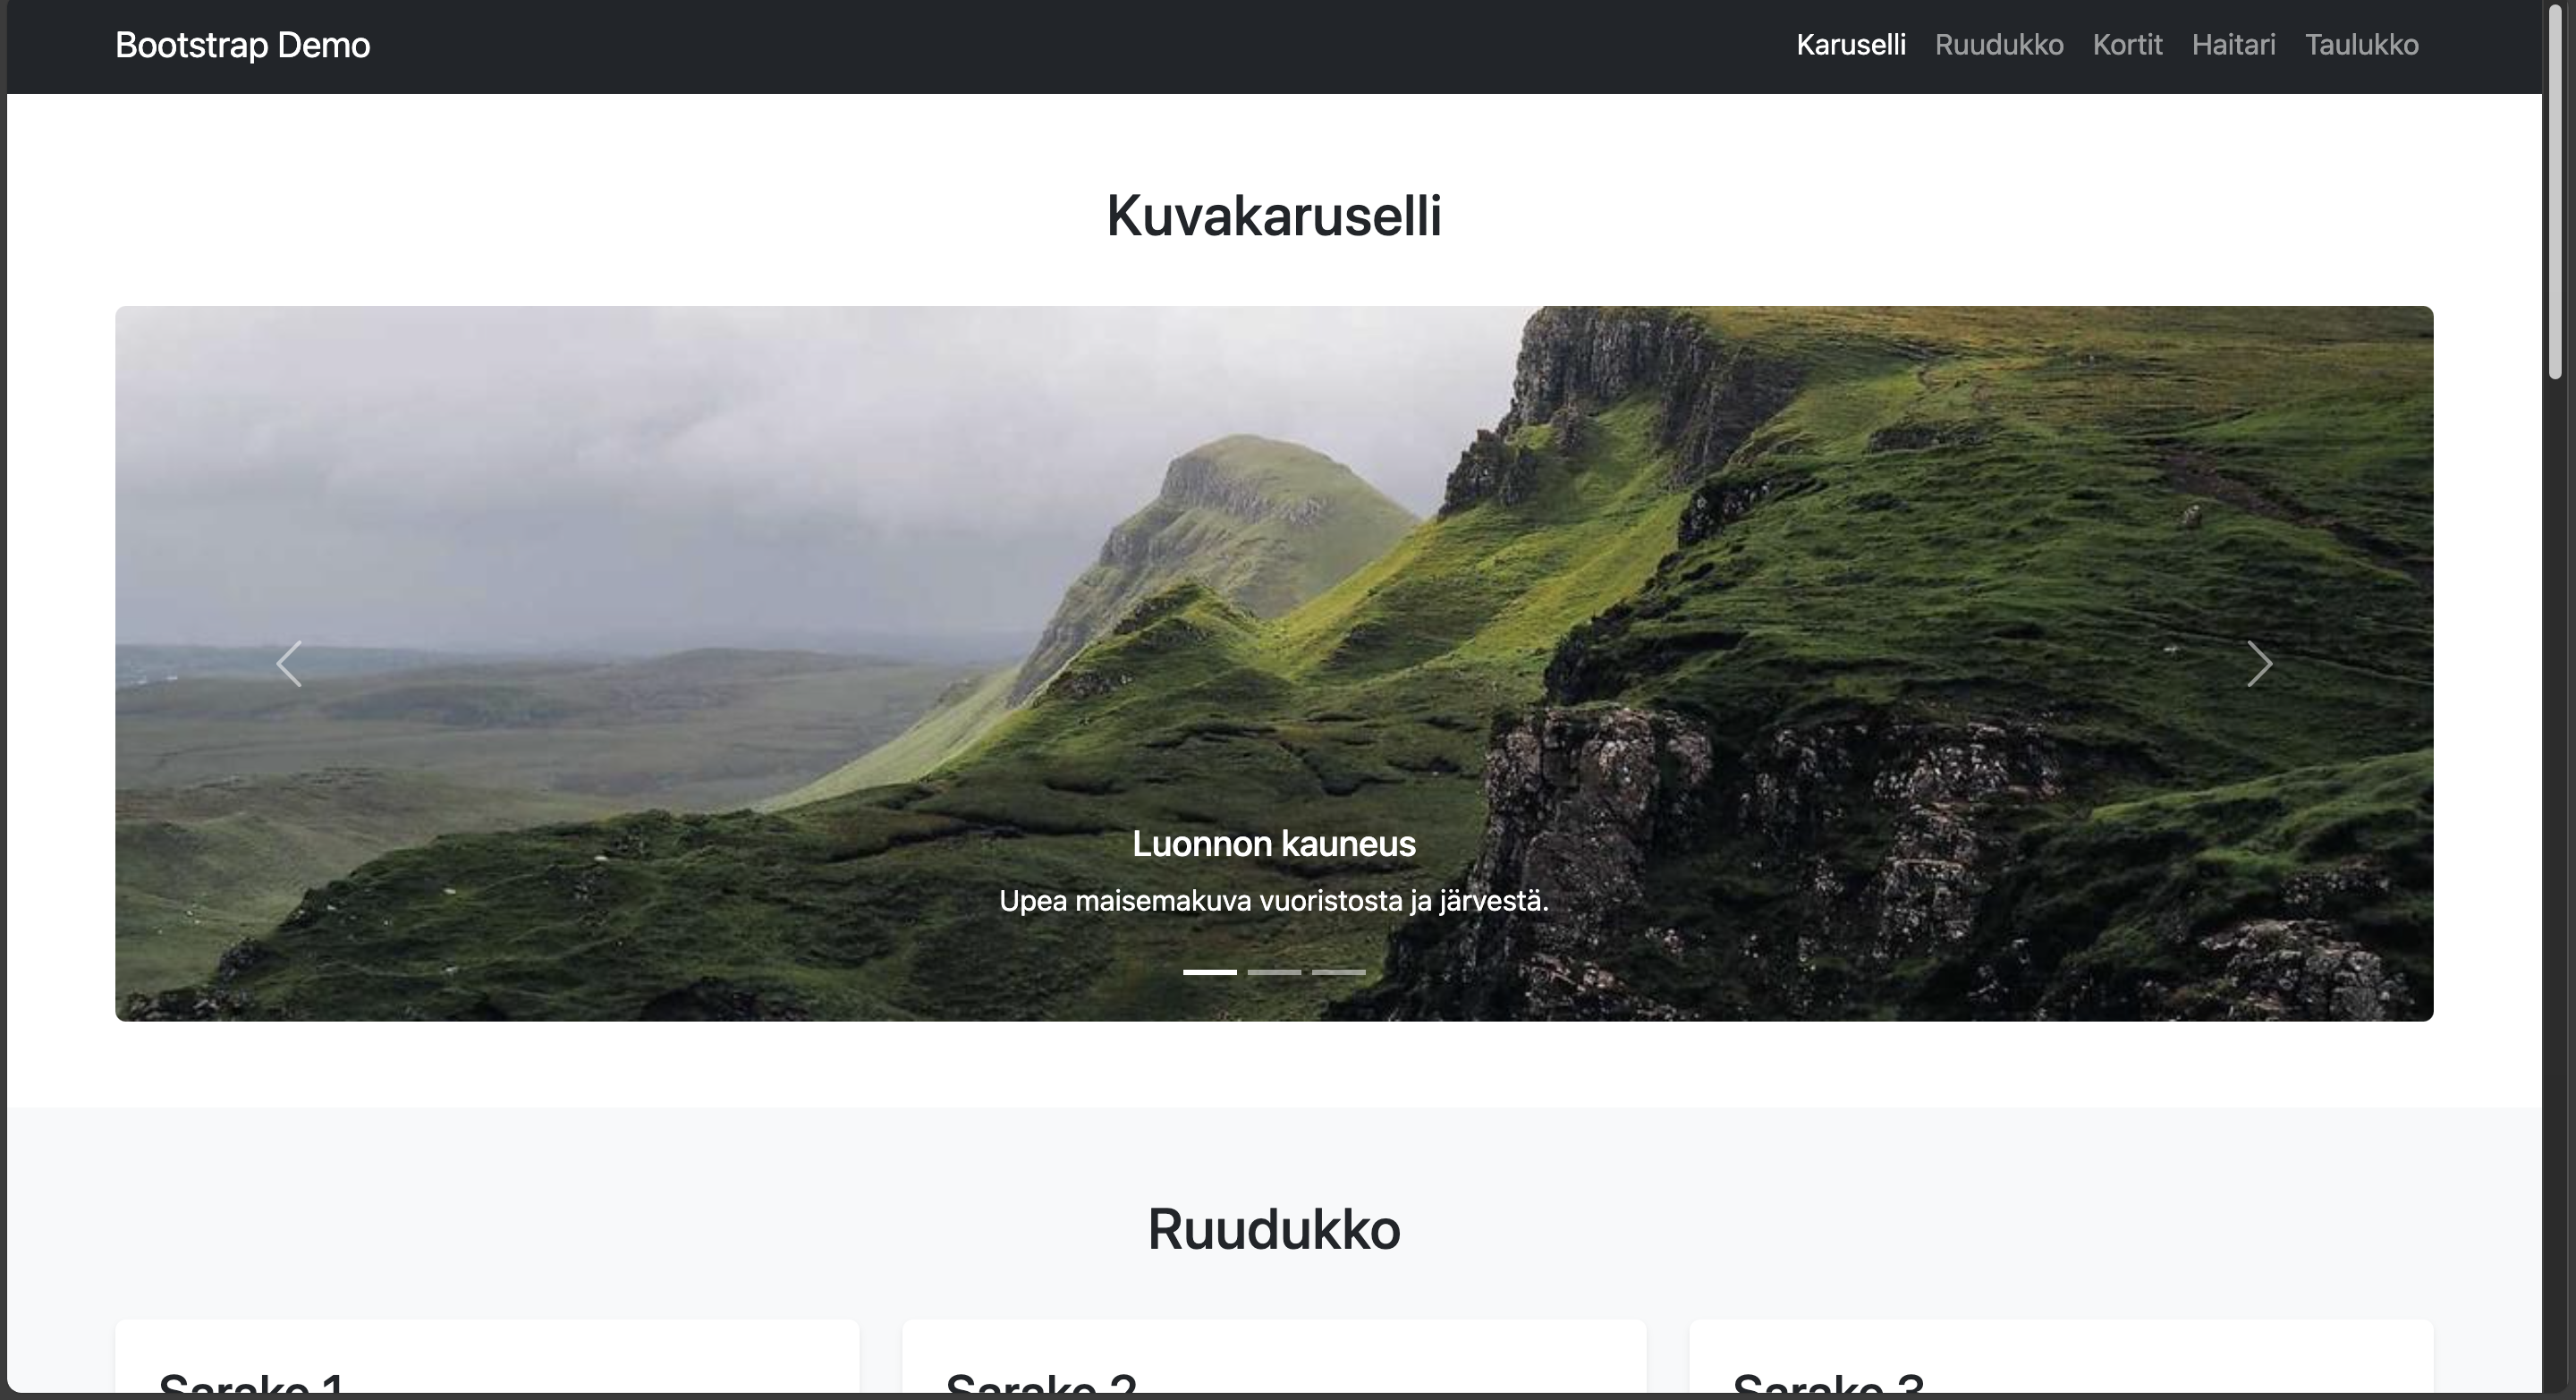 Bootstrap Demo
Karuselli Ruudukko Kortit Haitari Taulukko
Kuvakaruselli
Luonnon kauneus
Upea maisemakuva vuoristosta ja järvestä.
Ruudukko
Sarake 1 Sarake 2 Sarake 3